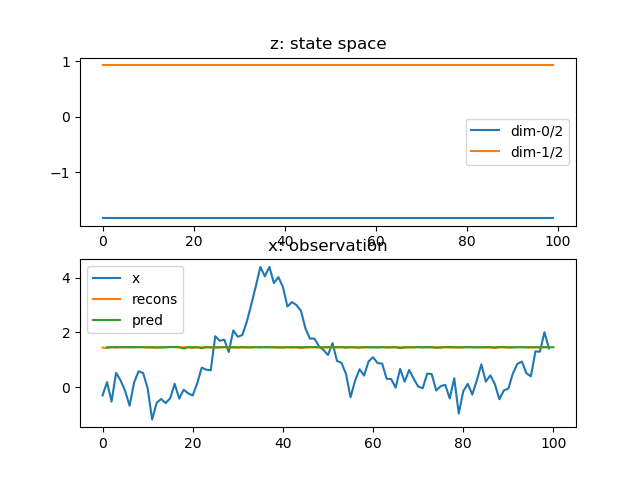 z: state space
1
0
−1
dim-0/2
dim-1/2
0 20 40 60 80 100
x: observation
4
2
0
x
recons
pred
0 20 40 60 80 100